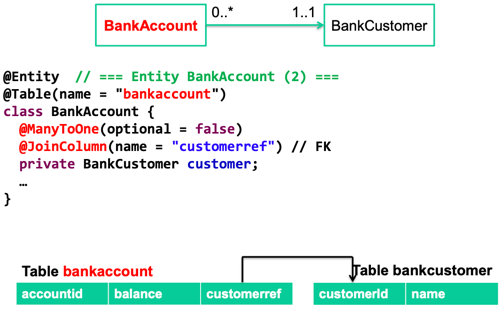 0..* 1..1
BankAccount BankCustomer
@Entity // === Entity BankAccount (2) ===
@Table(name = "bankaccount")
class BankAccount {
@ManyToOne(optional = false)
@JoinColumn(name = "customerref") // FK
private BankCustomer customer;
…
}
Table bankaccount Table bankcustomer
accountid balance customerref customerId name